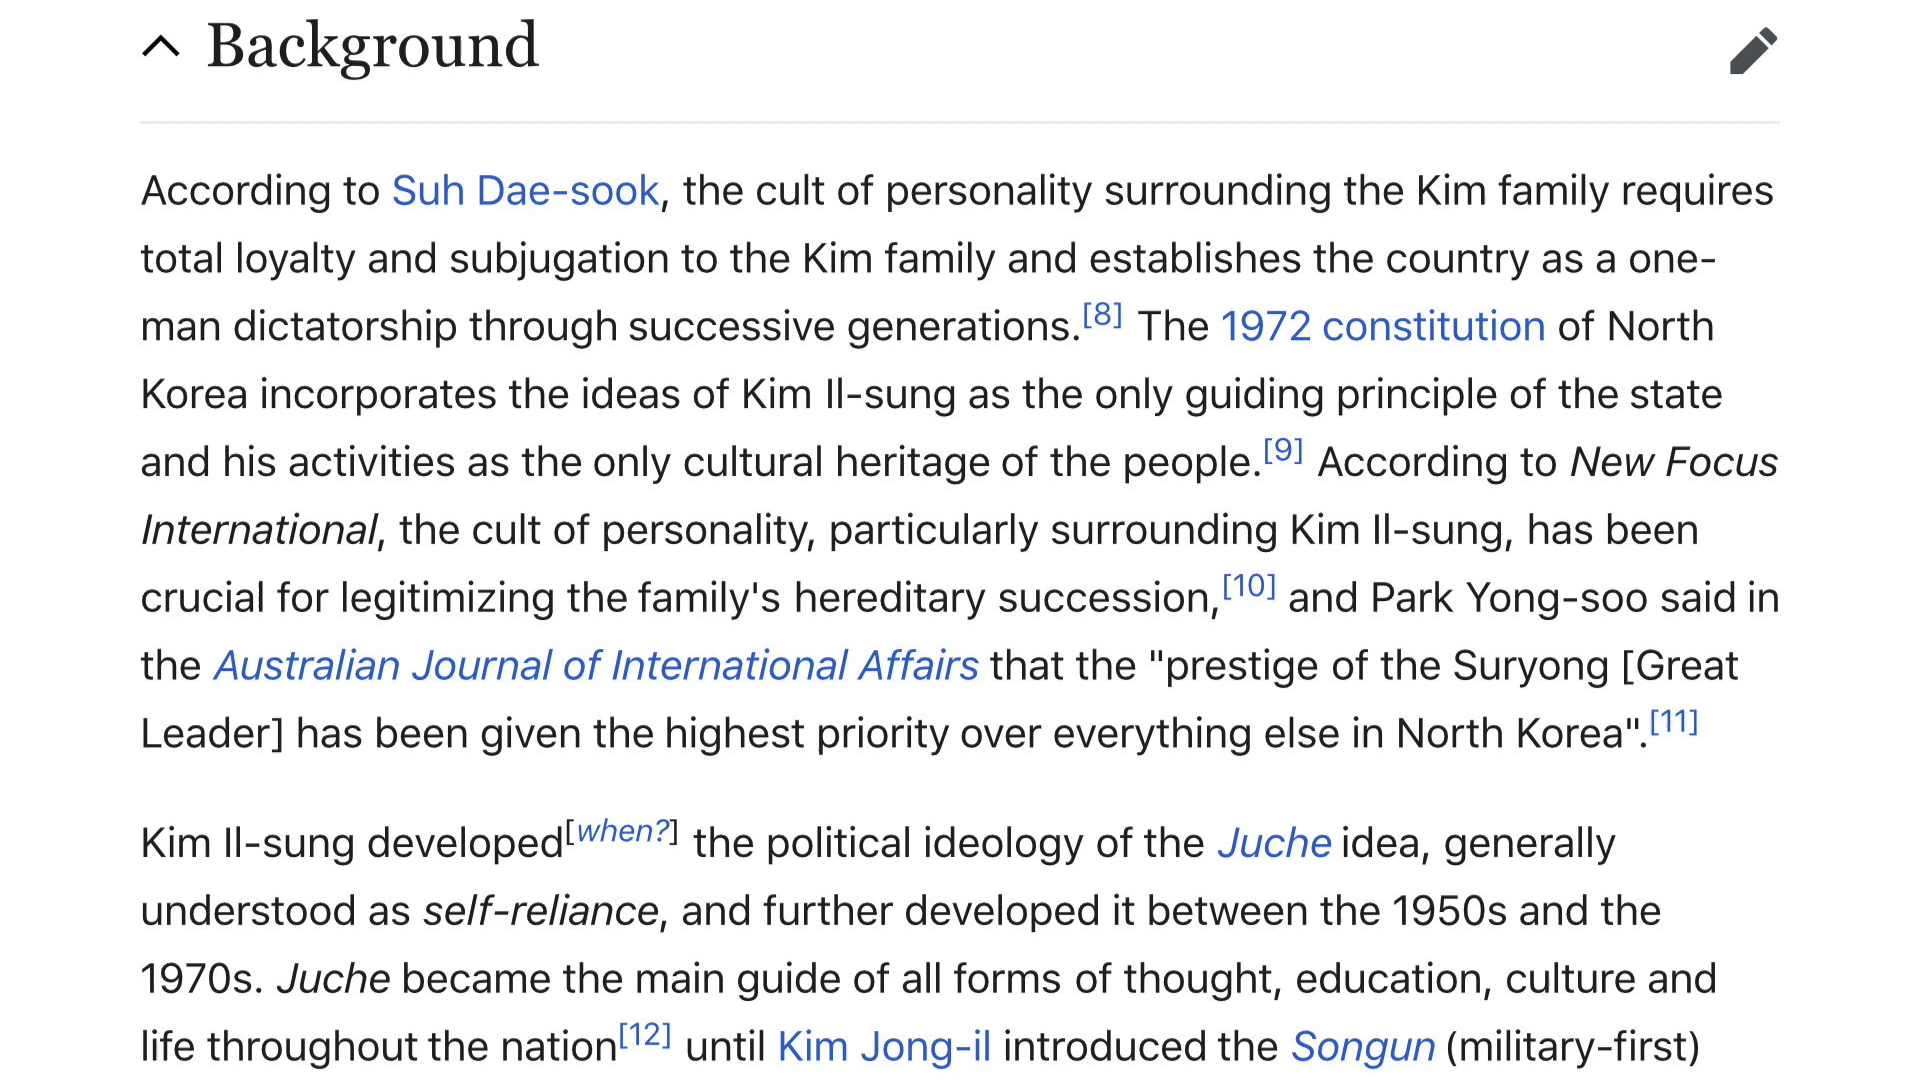 Background
According to Suh Dae-sook, the cult of personality surrounding the Kim family requires
total loyalty and subjugation to the Kim family and establishes the country as a one-
man dictatorship through successive generations.[8] The 1972 constitution of North
Korea incorporates the ideas of Kim Il-sung as the only guiding principle of the state
and his activities as the only cultural heritage of the people.[9] According to New Focus
International, the cult of personality, particularly surrounding Kim Il-sung, has been
crucial for legitimizing the family's hereditary succession,[10] and Park Yong-soo said in
the Australian Journal of International Affairs that the "prestige of the Suryong [Great
Leader] has been given the highest priority over everything else in North Korea".[11]
Kim Il-sung developed[when?] the political ideology of the Juche idea, generally
understood as self-reliance, and further developed it between the 1950s and the
1970s. Juche became the main guide of all forms of thought, education, culture and
life throughout the nation[12] until Kim Jong-il introduced the Songun (military-first)